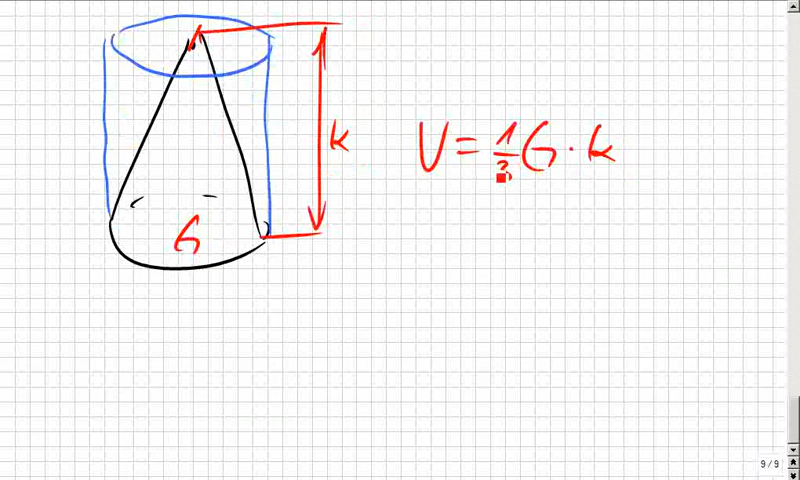 k
V = 1/3 G · k
G
9/9